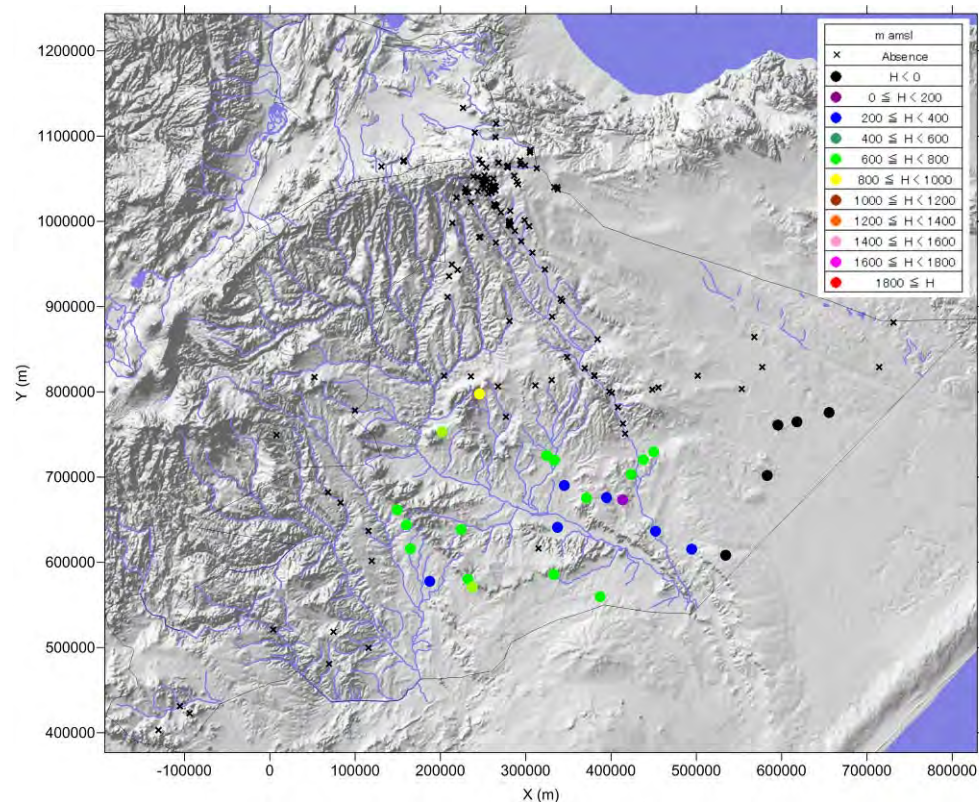 m amsl
× Absence
H < 0
0 ≦ H < 200
200 ≦ H < 400
400 ≦ H < 600
600 ≦ H < 800
800 ≦ H < 1000
1000 ≦ H < 1200
1200 ≦ H < 1400
1400 ≦ H < 1600
1600 ≦ H < 1800
1800 ≦ H
1200000
1100000
1000000
900000
800000
700000
600000
500000
400000
Y (m)
-100000 0 100000 200000 300000 400000 500000 600000 700000 800000
X (m)